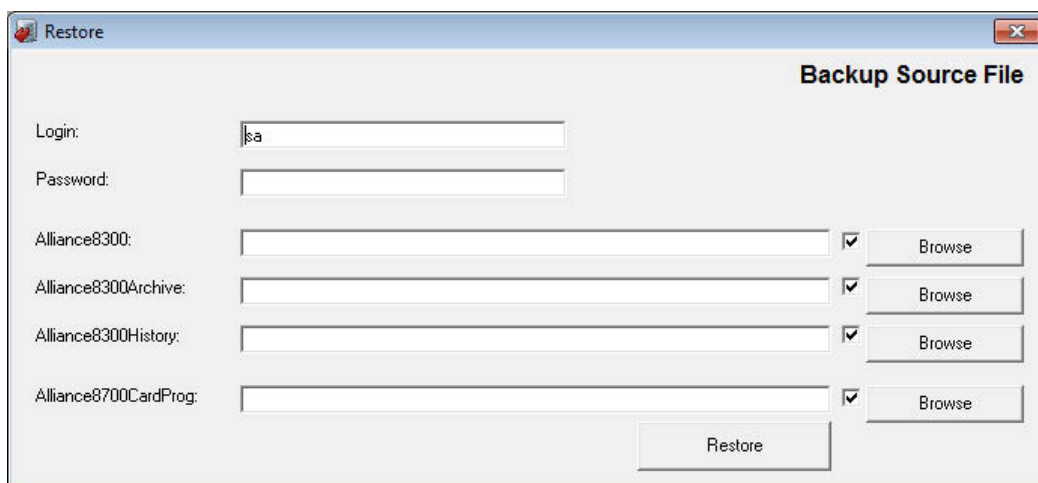 Restore
Backup Source File
Login: sa
Password:
Alliance8300: Browse
Alliance8300Archive: Browse
Alliance8300History: Browse
Alliance8700CardProg: Browse
Restore